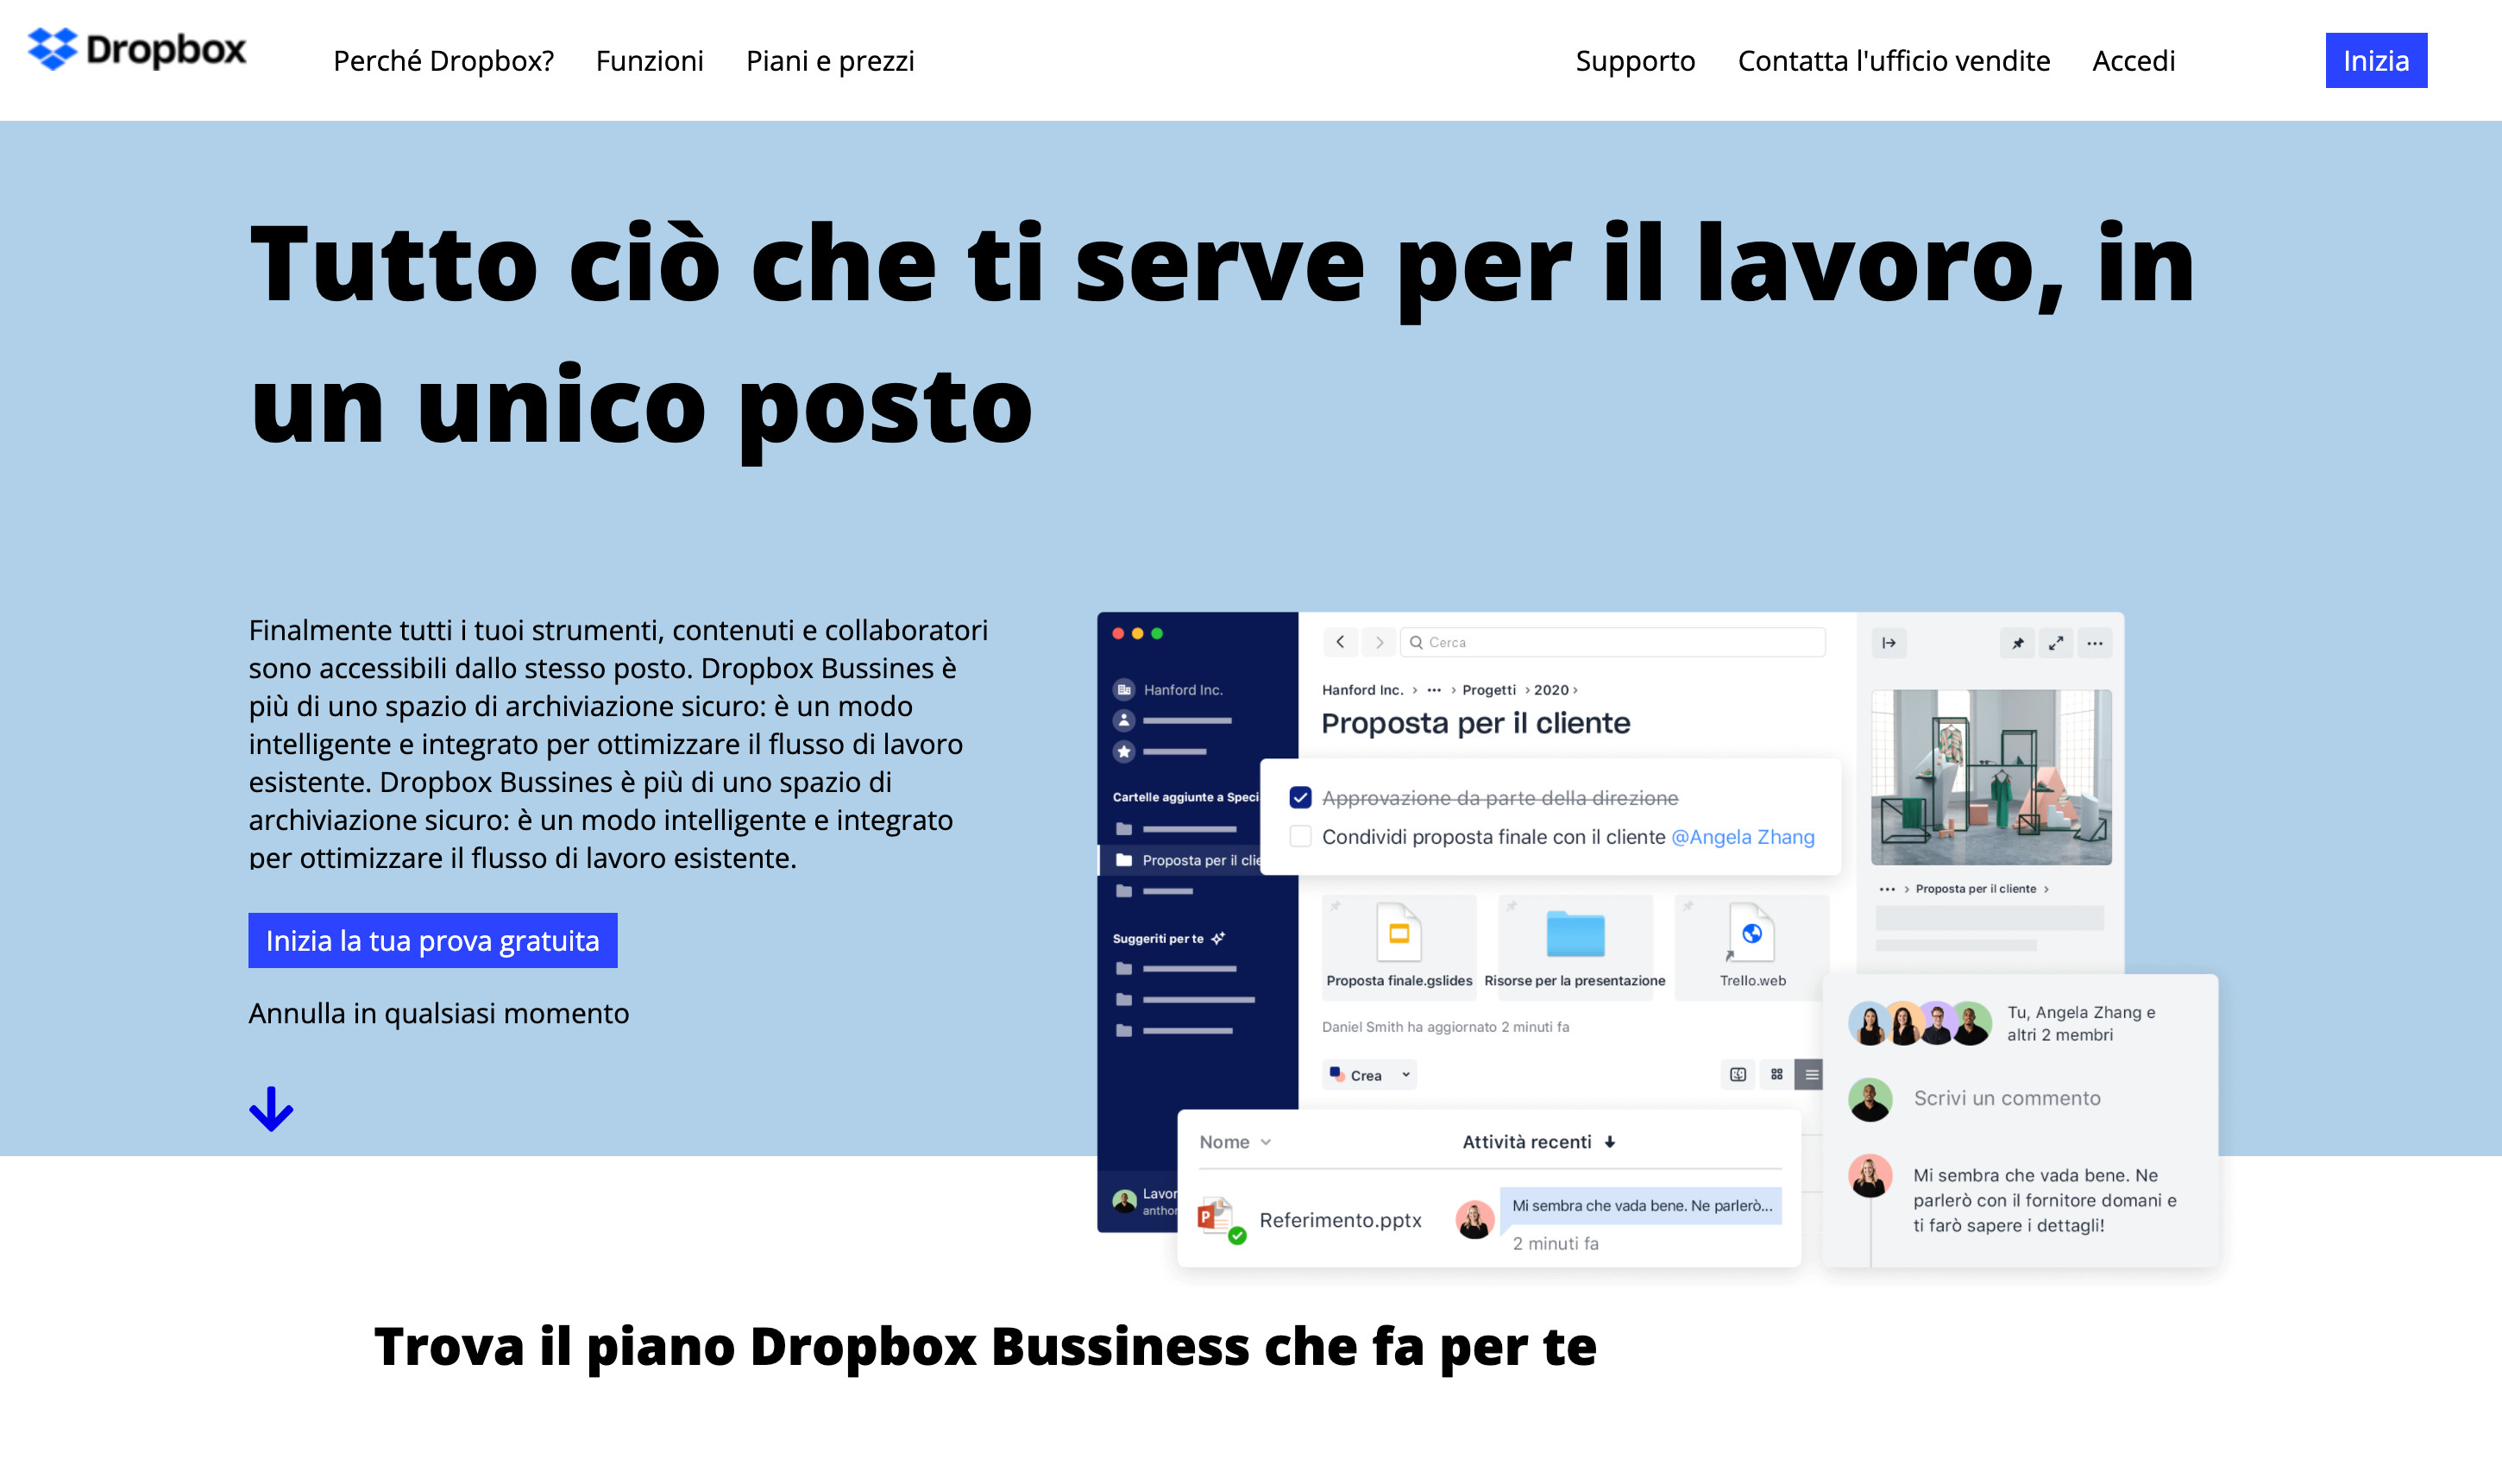 Dropbox
Perché Dropbox?
Funzioni
Piani e prezzi
Supporto
Contatta l'ufficio vendite
Accedi
Inizia
Tutto ciò che ti serve per il lavoro, in
un unico posto
Finalmente tutti i tuoi strumenti, contenuti e collaboratori
sono accessibili dallo stesso posto. Dropbox Bussines è
più di uno spazio di archiviazione sicuro: è un modo
intelligente e integrato per ottimizzare il flusso di lavoro
esistente. Dropbox Bussines è più di uno spazio di
archiviazione sicuro: è un modo intelligente e integrato
per ottimizzare il flusso di lavoro esistente.
Inizia la tua prova gratuita
Annulla in qualsiasi momento
Hanford Inc.
Cartelle aggiunte a Speci
Proposta per il clie
Suggeriti per te
Lavor
anthor
Cerca
Hanford Inc. › ··· › Progetti › 2020 ›
Proposta per il cliente
Approvazione da parte della direzione
Condividi proposta finale con il cliente @Angela Zhang
Proposta finale.gslides
Risorse per la presentazione
Trello.web
Daniel Smith ha aggiornato 2 minuti fa
Crea
Nome
Attività recenti
P
Referimento.pptx
Mi sembra che vada bene. Ne parlerò...
2 minuti fa
··· › Proposta per il cliente ›
Tu, Angela Zhang e
altri 2 membri
Scrivi un commento
Mi sembra che vada bene. Ne
parlerò con il fornitore domani e
ti farò sapere i dettagli!
Trova il piano Dropbox Bussiness che fa per te